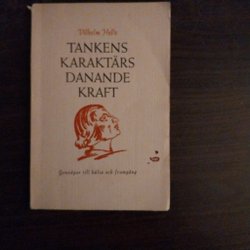 Vilhelm Helle
TANKENS
KARAKTÄRS
DANANDE
KRAFT
Genvägar till hälsa och framgång